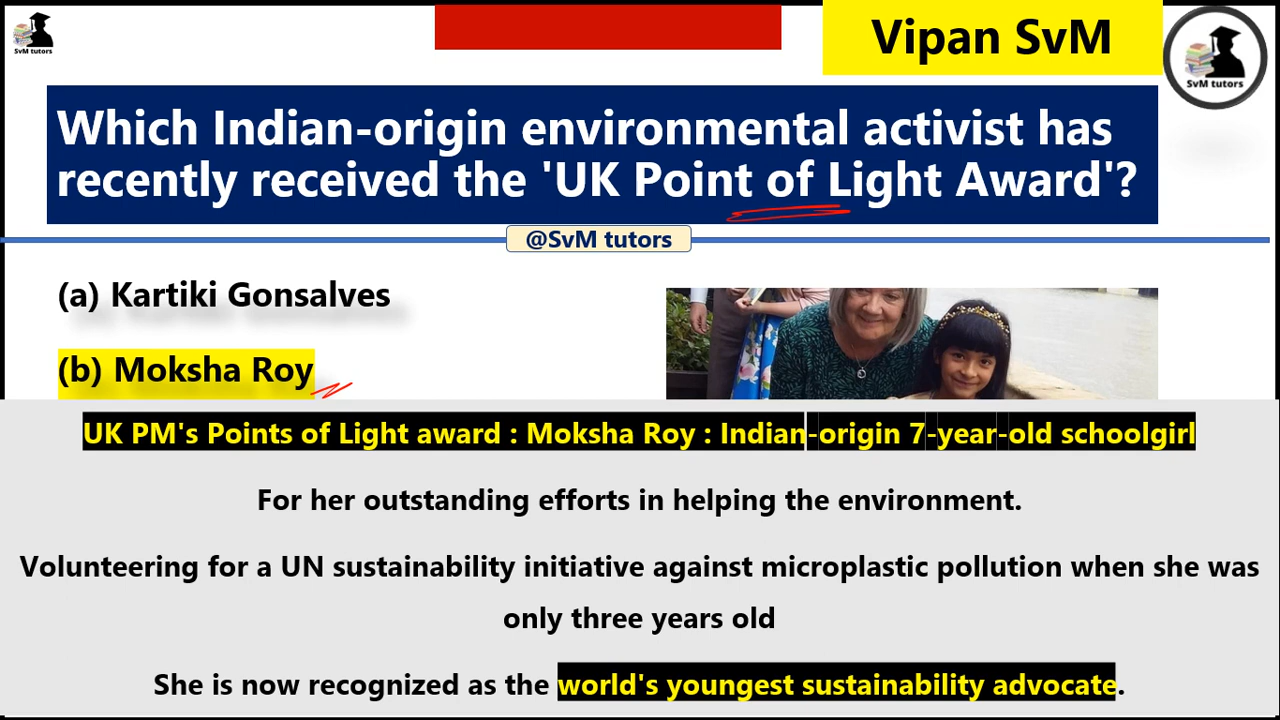 SvM tutors
Vipan SvM
SvM tutors
Which Indian-origin environmental activist has
recently received the 'UK Point of Light Award'?
@SvM tutors
(a) Kartiki Gonsalves
(b) Moksha Roy
UK PM's Points of Light award : Moksha Roy : Indian-origin 7-year-old schoolgirl
For her outstanding efforts in helping the environment.
Volunteering for a UN sustainability initiative against microplastic pollution when she was
only three years old
She is now recognized as the world's youngest sustainability advocate.